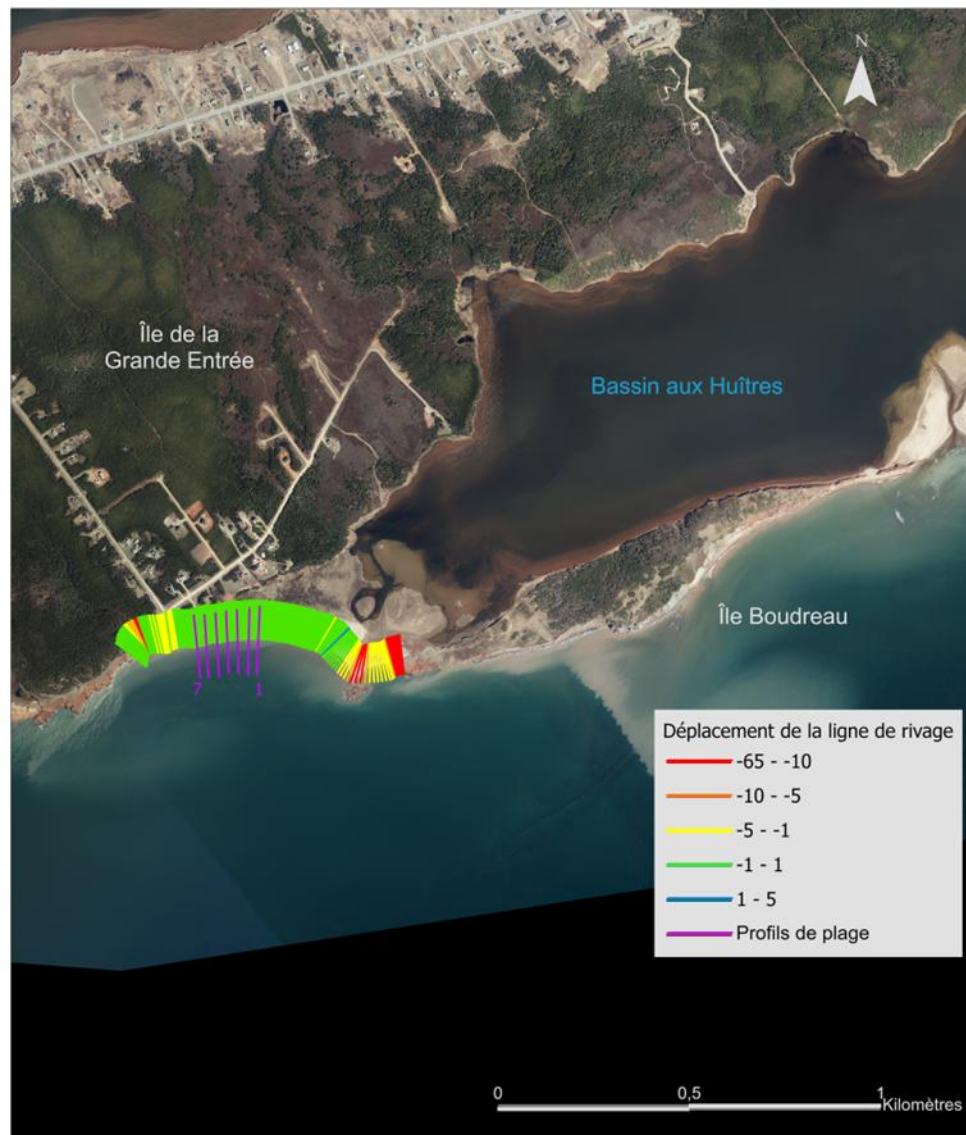 N
Île de la
Grande Entrée
Bassin aux Huîtres
Île Boudreau
7
1
Déplacement de la ligne de rivage
-65 - -10
-10 - -5
-5 - -1
-1 - 1
1 - 5
Profils de plage
0
0,5
1
Kilomètres